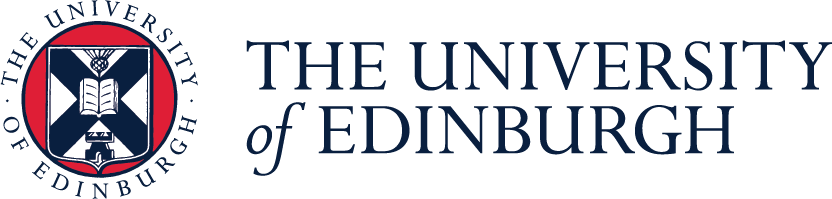 · THE UNIVERSITY ·
OF EDINBURGH
THE UNIVERSITY
of EDINBURGH